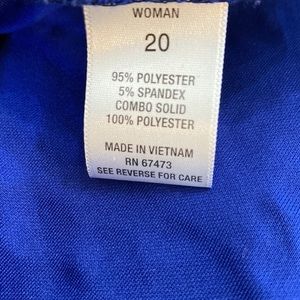 WOMAN
20
95% POLYESTER
5% SPANDEX
COMBO SOLID
100% POLYESTER
MADE IN VIETNAM
RN 67473
SEE REVERSE FOR CARE